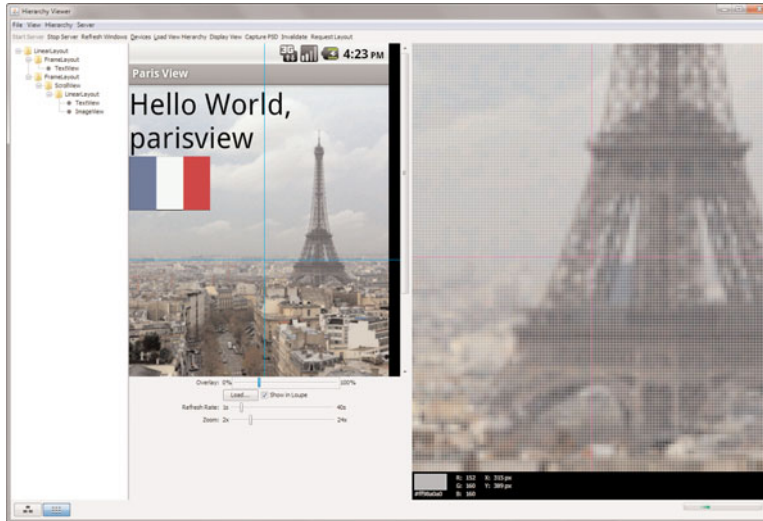 Hierarchy Viewer
File View Hierarchy Server
Start Server Stop Server Refresh Windows Devices Load View Hierarchy Display View Capture PSD Invalidate Request Layout
LinearLayout
FrameLayout
TextView
FrameLayout
ScrollView
LinearLayout
TextView
ImageView
3G 4:23 PM
Paris View
Hello World,
parisview
Overlay: 0% 100%
Load... Show in Loupe
Refresh Rate: 1s 40s
Zoom: 2x 24x
R: 152 X: 315 px
G: 160 Y: 389 px
#ff98a0a0 B: 160